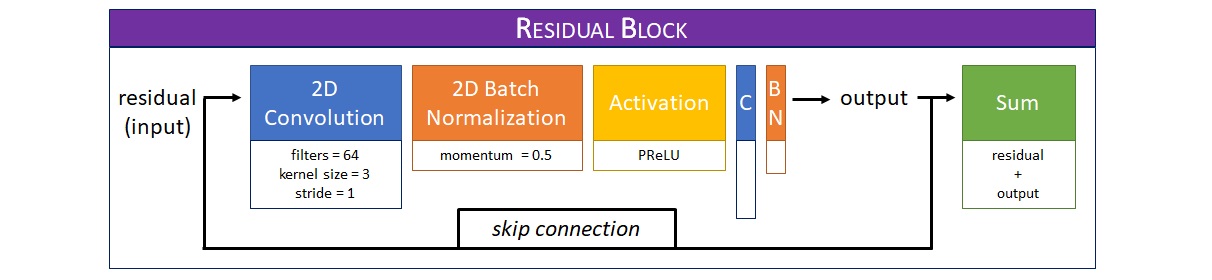 RESIDUAL BLOCK
residual
(input)
2D
Convolution
filters = 64
kernel size = 3
stride = 1
2D Batch
Normalization
momentum = 0.5
Activation
PReLU
C
B
N
output
Sum
residual
+
output
skip connection